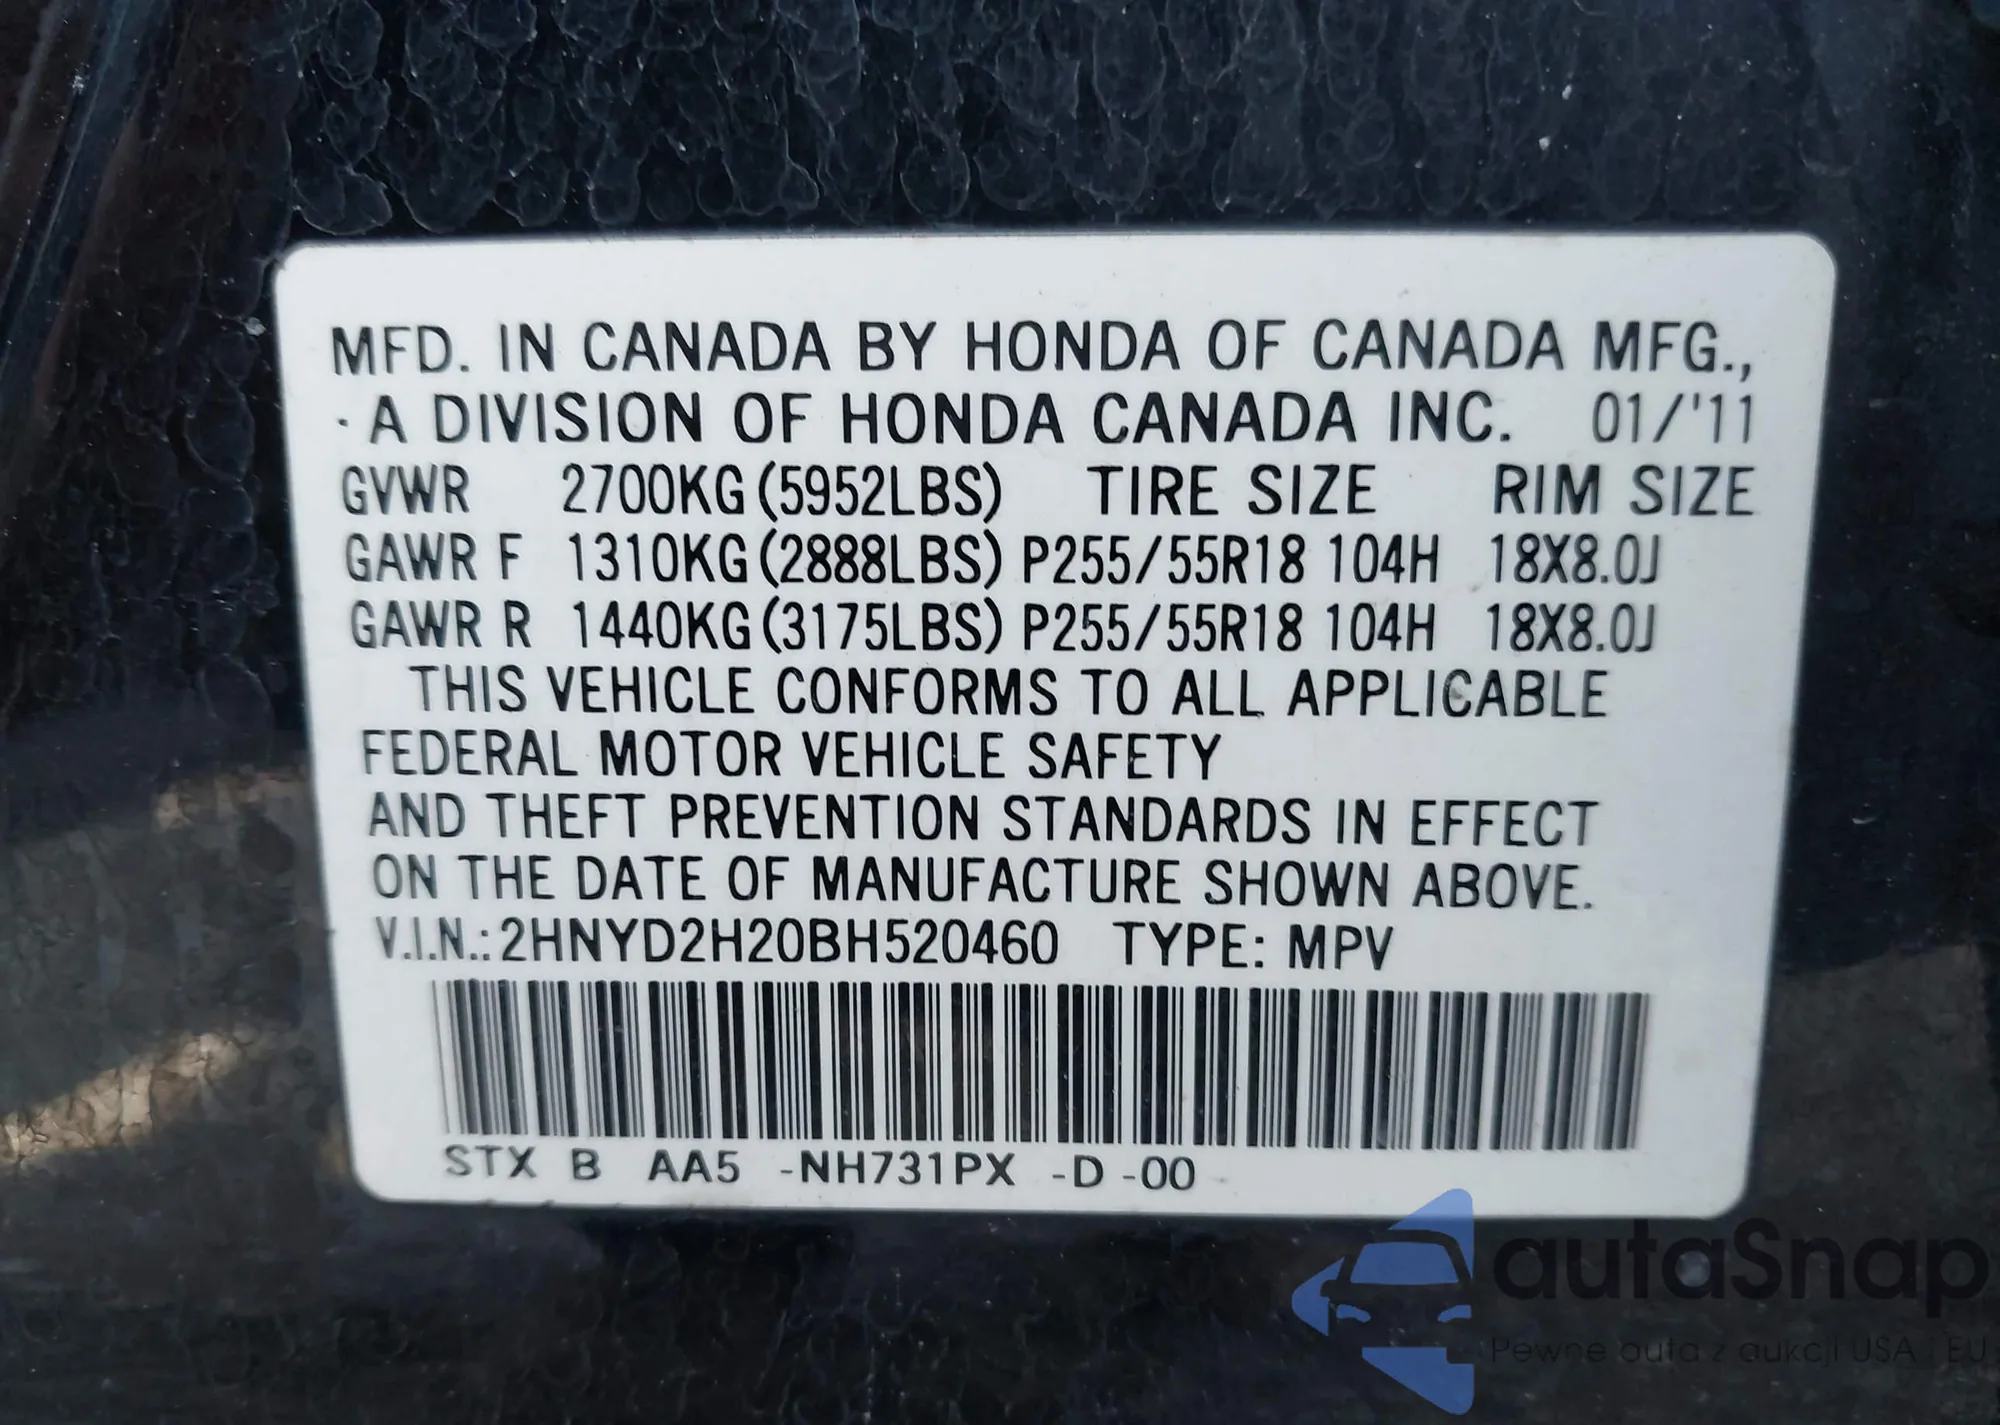 MFD. IN CANADA BY HONDA OF CANADA MFG.,
· A DIVISION OF HONDA CANADA INC. 01/'11
GVWR 2700KG (5952LBS) TIRE SIZE RIM SIZE
GAWR F 1310KG (2888LBS) P255/55R18 104H 18X8.0J
GAWR R 1440KG (3175LBS) P255/55R18 104H 18X8.0J
THIS VEHICLE CONFORMS TO ALL APPLICABLE
FEDERAL MOTOR VEHICLE SAFETY
AND THEFT PREVENTION STANDARDS IN EFFECT
ON THE DATE OF MANUFACTURE SHOWN ABOVE.
V.I.N.: 2HNYD2H20BH520460 TYPE: MPV
STX B AA5 -NH731PX -D -00
autaSnap
Pewne auta z aukcji USA i EU